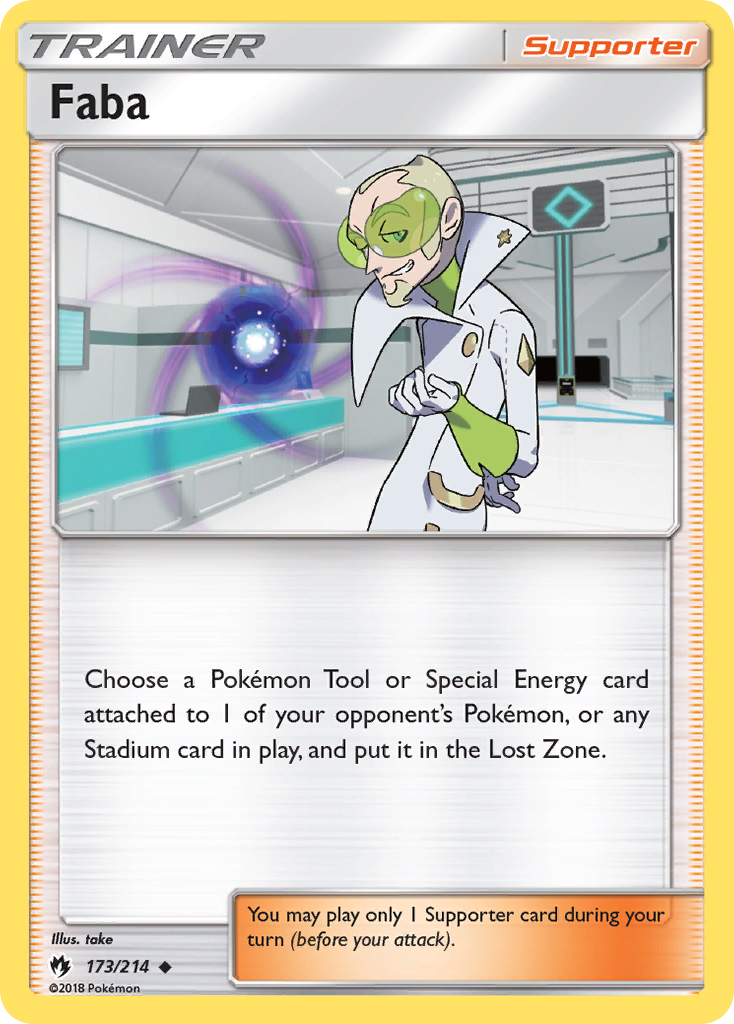 TRAINER
Supporter
Faba
Choose a Pokémon Tool or Special Energy card
attached to 1 of your opponent's Pokémon, or any
Stadium card in play, and put it in the Lost Zone.
You may play only 1 Supporter card during your
turn (before your attack).
Illus. take
173/214
©2018 Pokémon